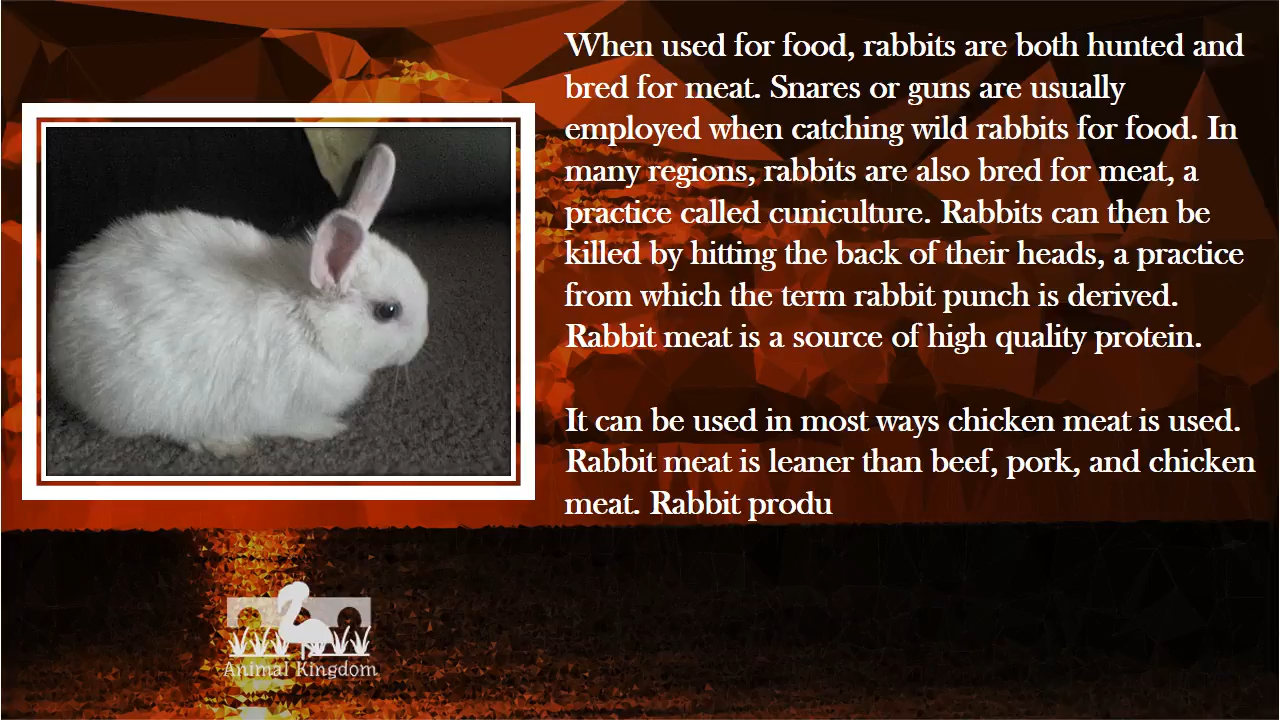 When used for food, rabbits are both hunted and
bred for meat. Snares or guns are usually
employed when catching wild rabbits for food. In
many regions, rabbits are also bred for meat, a
practice called cuniculture. Rabbits can then be
killed by hitting the back of their heads, a practice
from which the term rabbit punch is derived.
Rabbit meat is a source of high quality protein.
It can be used in most ways chicken meat is used.
Rabbit meat is leaner than beef, pork, and chicken
meat. Rabbit produ
Animal Kingdom